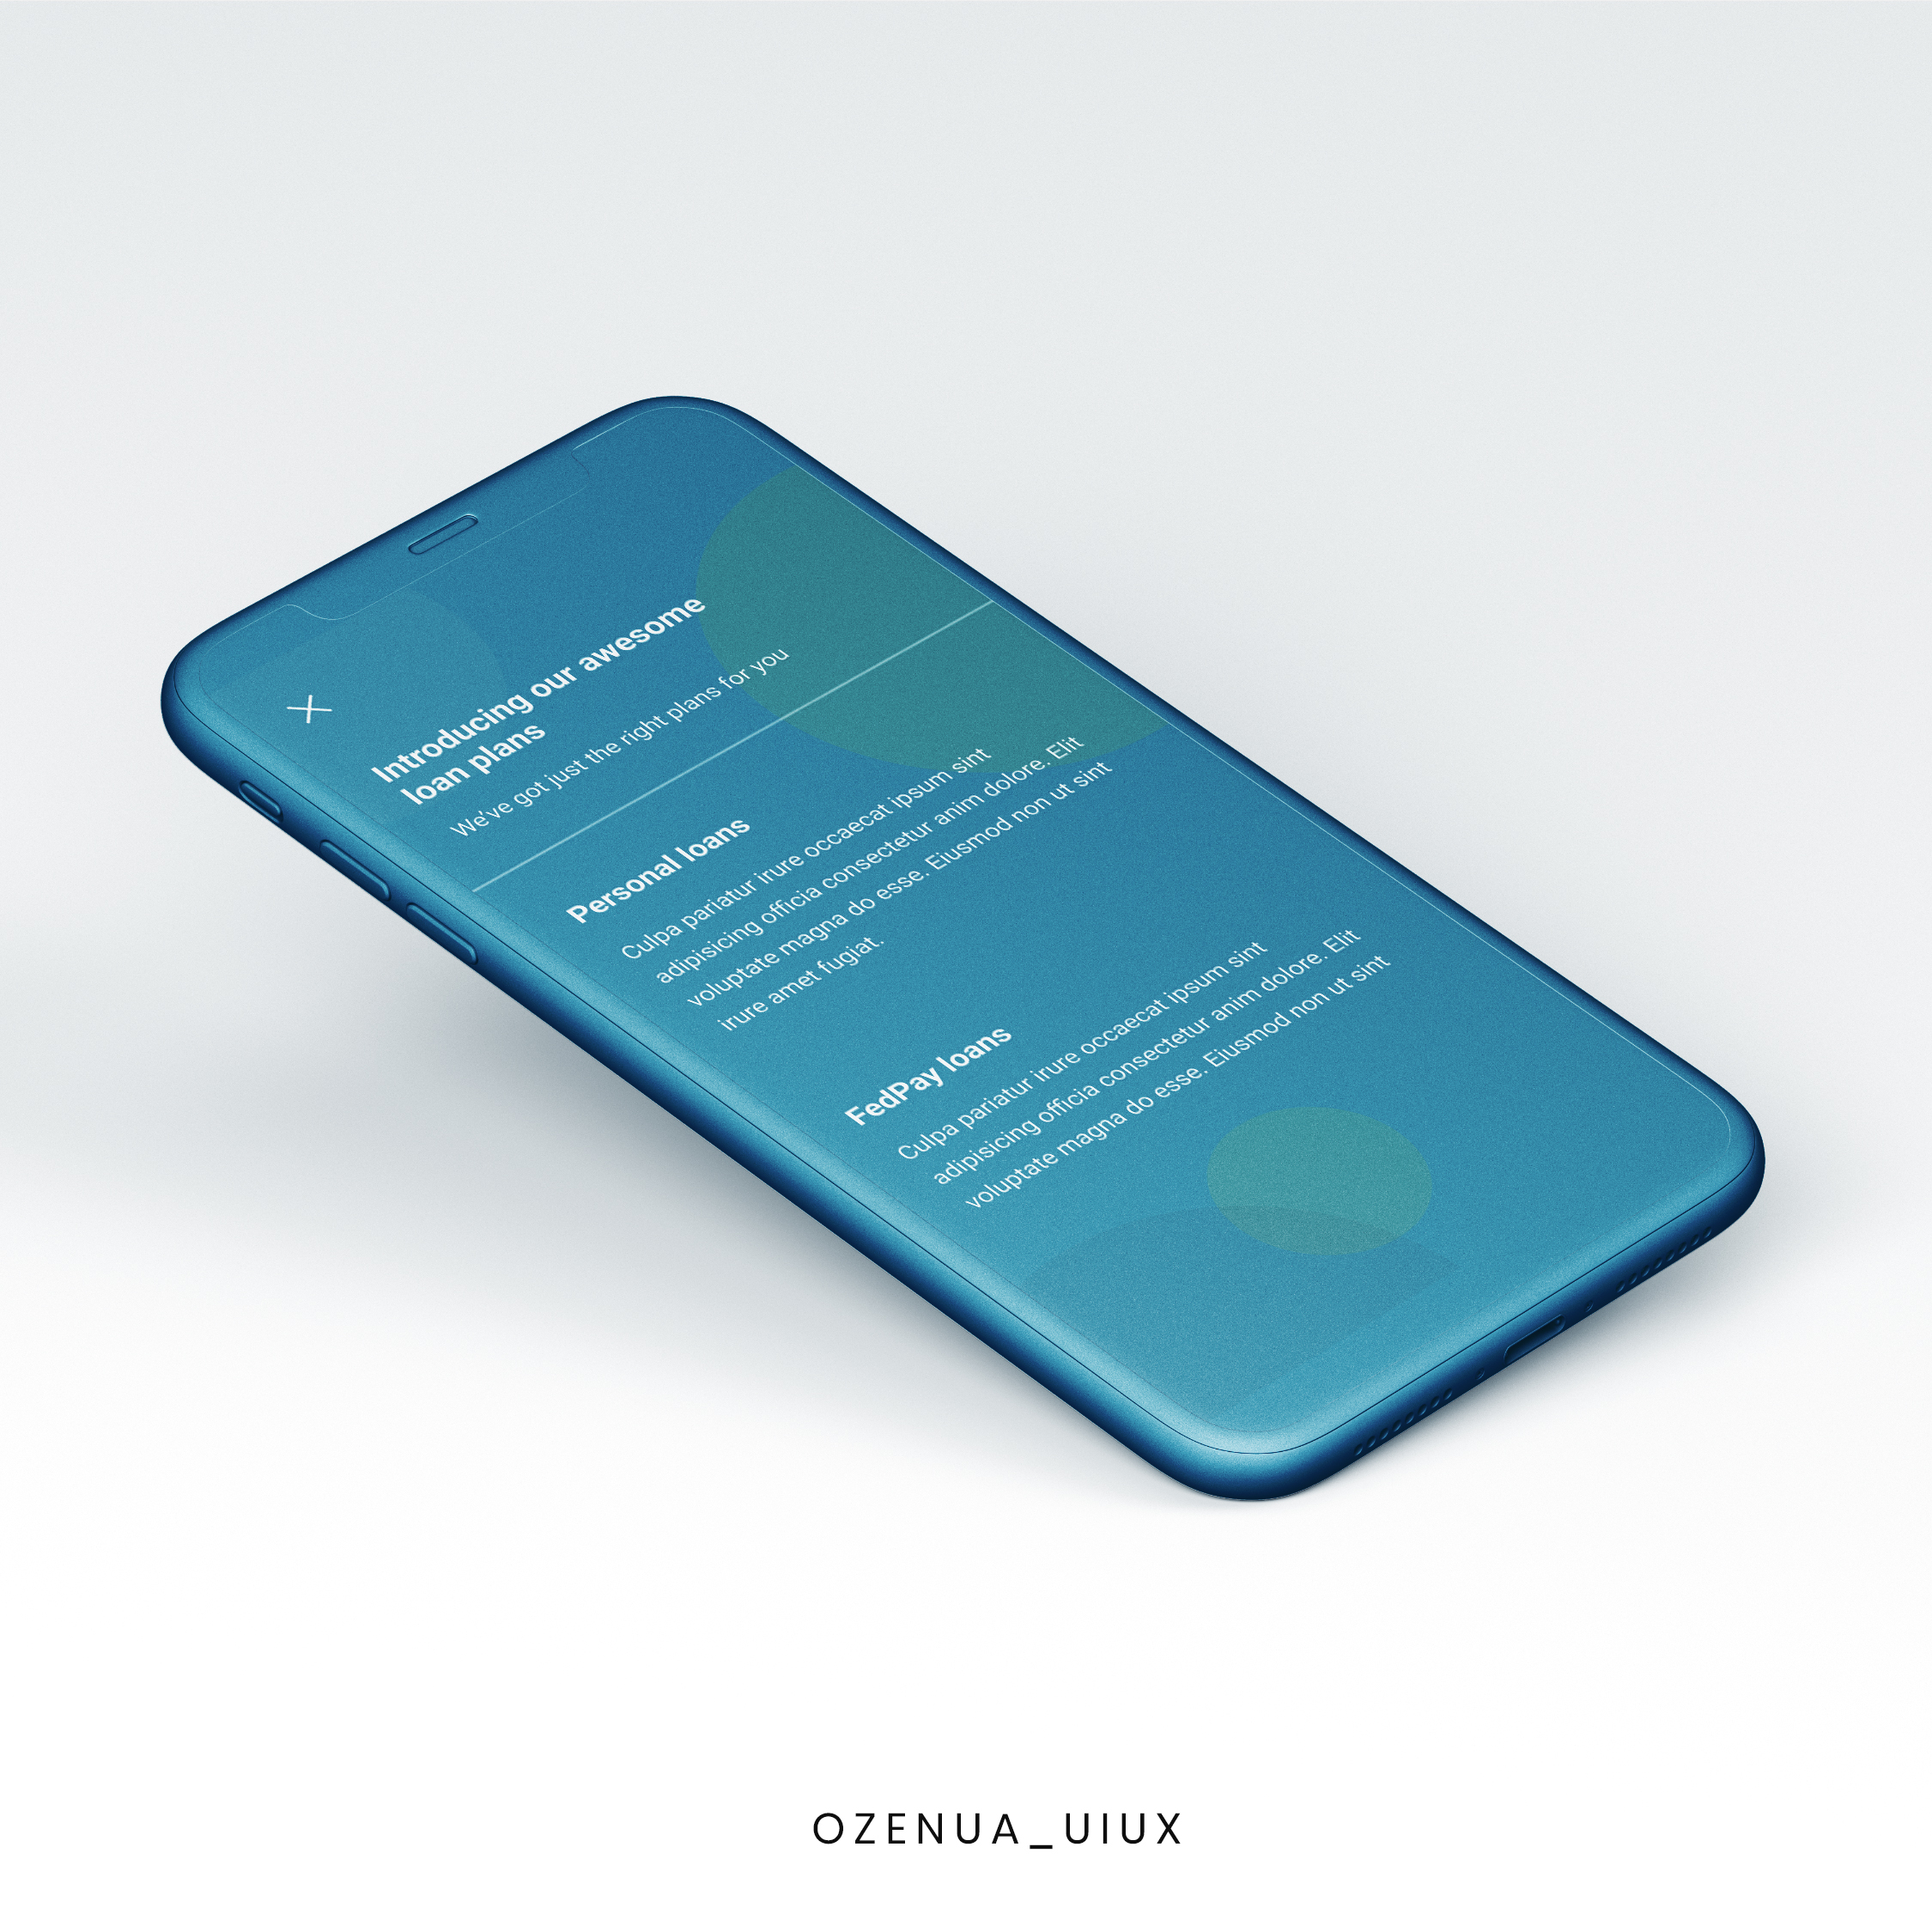 Introducing our awesome
loan plans
We've got just the right plans for you
Personal loans
Culpa pariatur irure occaecat ipsum sint
adipisicing officia consectetur anim dolore. Elit
voluptate magna do esse. Eiusmod non ut sint
irure amet fugiat.
FedPay loans
Culpa pariatur irure occaecat ipsum sint
adipisicing officia consectetur anim dolore. Elit
voluptate magna do esse. Eiusmod non ut sint
OZENUA_UIUX